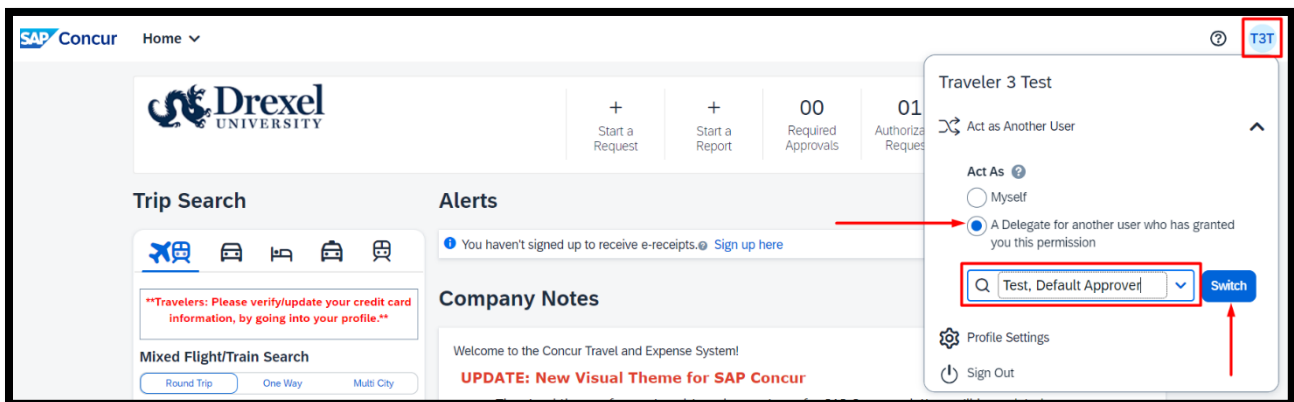 SAP Concur Home
T3T
Drexel
UNIVERSITY
+ + 00 01
Start a Request
Start a Report
Required Approvals
Authoriza
Reques
Traveler 3 Test
Act as Another User
Act As
Myself
A Delegate for another user who has granted
you this permission
Test, Default Approver
Switch
Profile Settings
Sign Out
Trip Search
**Travelers: Please verify/update your credit card
information, by going into your profile.**
Mixed Flight/Train Search
Round Trip One Way Multi City
Alerts
You haven't signed up to receive e-receipts. Sign up here
Company Notes
Welcome to the Concur Travel and Expense System!
UPDATE: New Visual Theme for SAP Concur